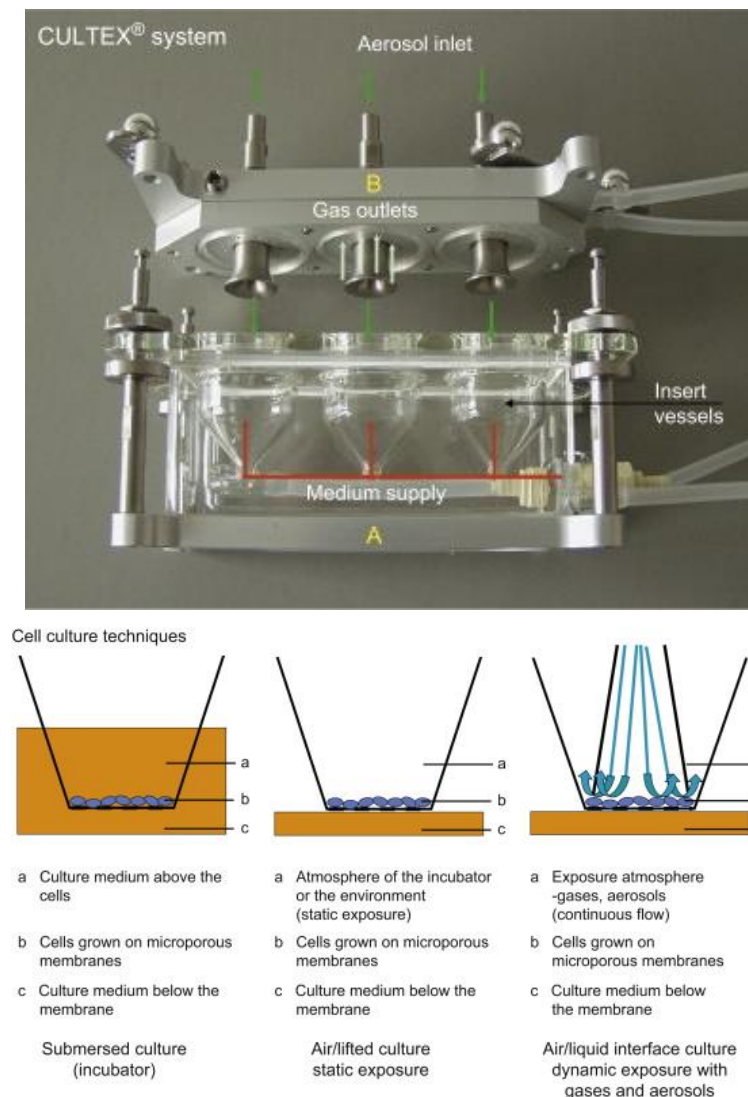 CULTEX® system
Aerosol inlet
B
Gas outlets
Insert
vessels
Medium supply
A
Cell culture techniques
a
b
c
a
b
c
a Culture medium above the
cells
b Cells grown on microporous
membranes
c Culture medium below the
membrane
Submersed culture
(incubator)
a Atmosphere of the incubator
or the environment
(static exposure)
b Cells grown on microporous
membranes
c Culture medium below the
membrane
Air/lifted culture
static exposure
a Exposure atmosphere
-gases, aerosols
(continuous flow)
b Cells grown on
microporous membranes
c Culture medium below
the membrane
Air/liquid interface culture
dynamic exposure with
gases and aerosols